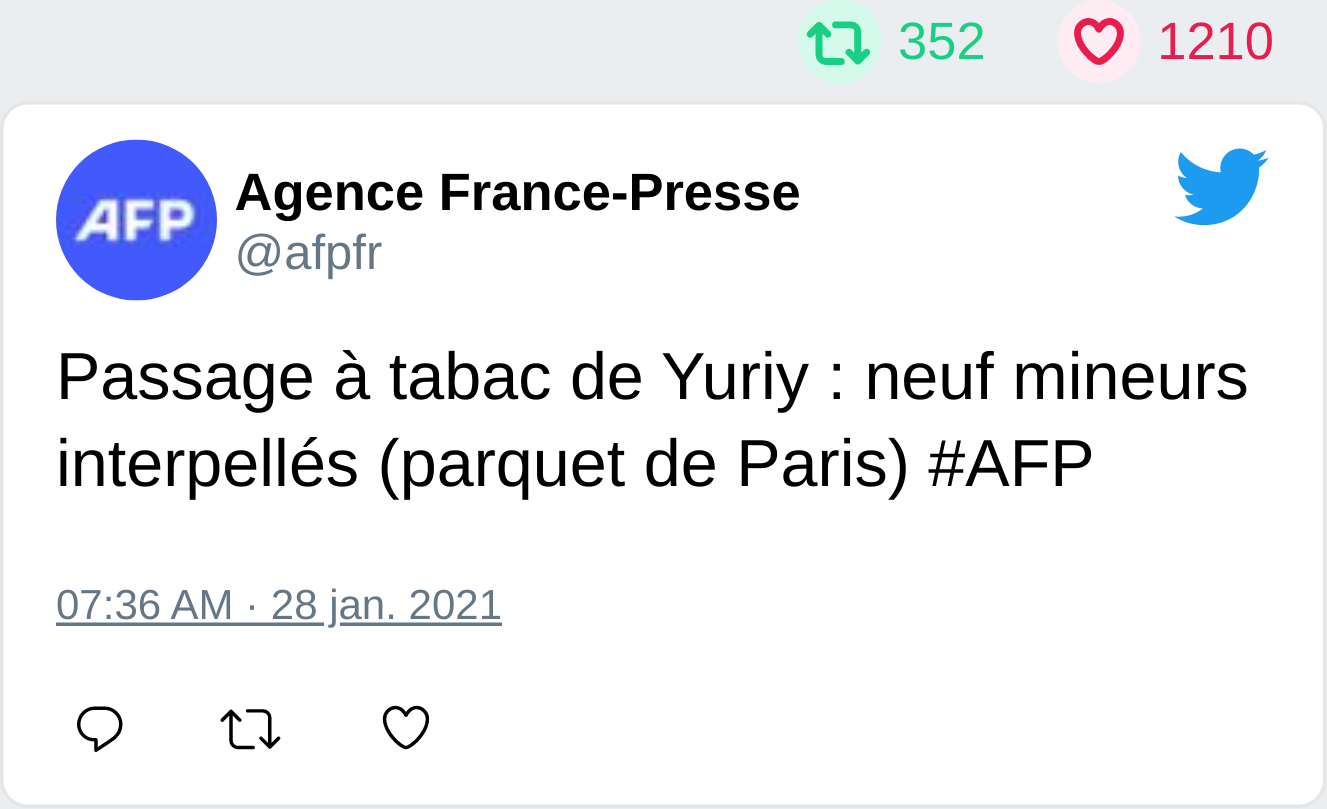 352 1210
AFP
Agence France-Presse
@afpfr
Passage à tabac de Yuriy : neuf mineurs
interpellés (parquet de Paris) #AFP
07:36 AM · 28 jan. 2021